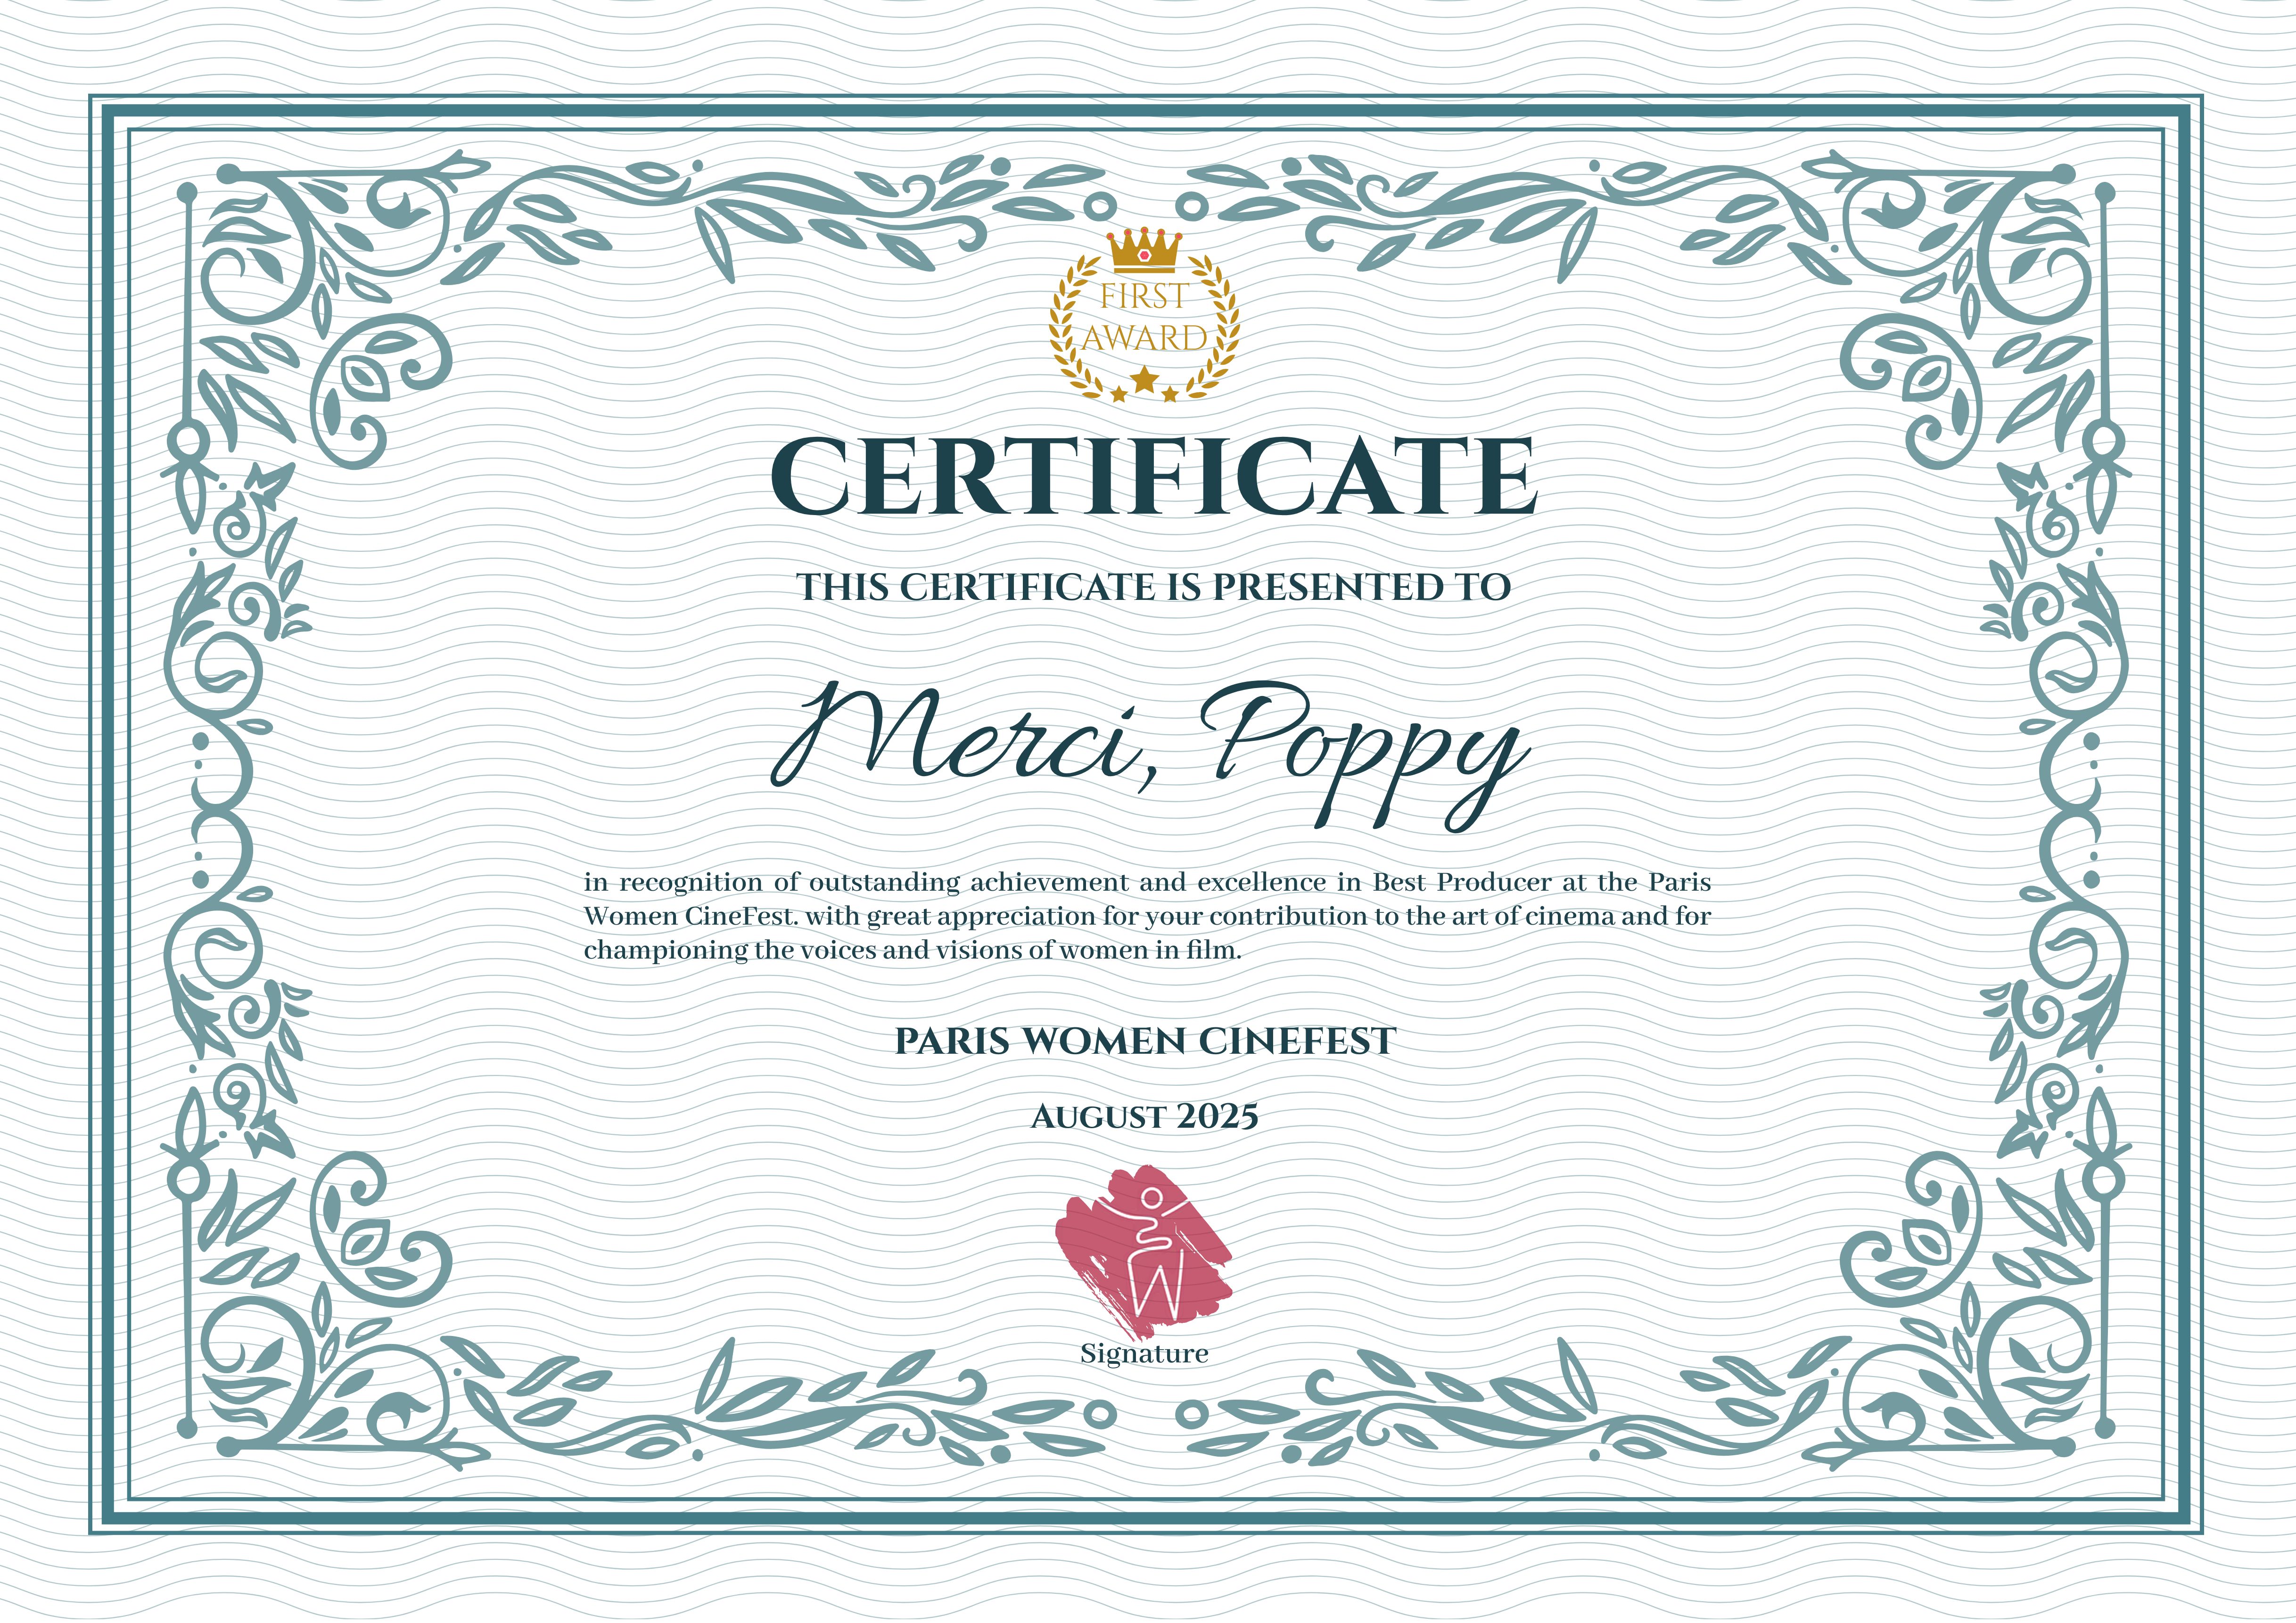 FIRST
AWARD
CERTIFICATE
THIS CERTIFICATE IS PRESENTED TO
Merci, Poppy
in recognition of outstanding achievement and excellence in Best Producer at the Paris
Women CineFest. with great appreciation for your contribution to the art of cinema and for
championing the voices and visions of women in film.
PARIS WOMEN CINEFEST
AUGUST 2025
W
Signature